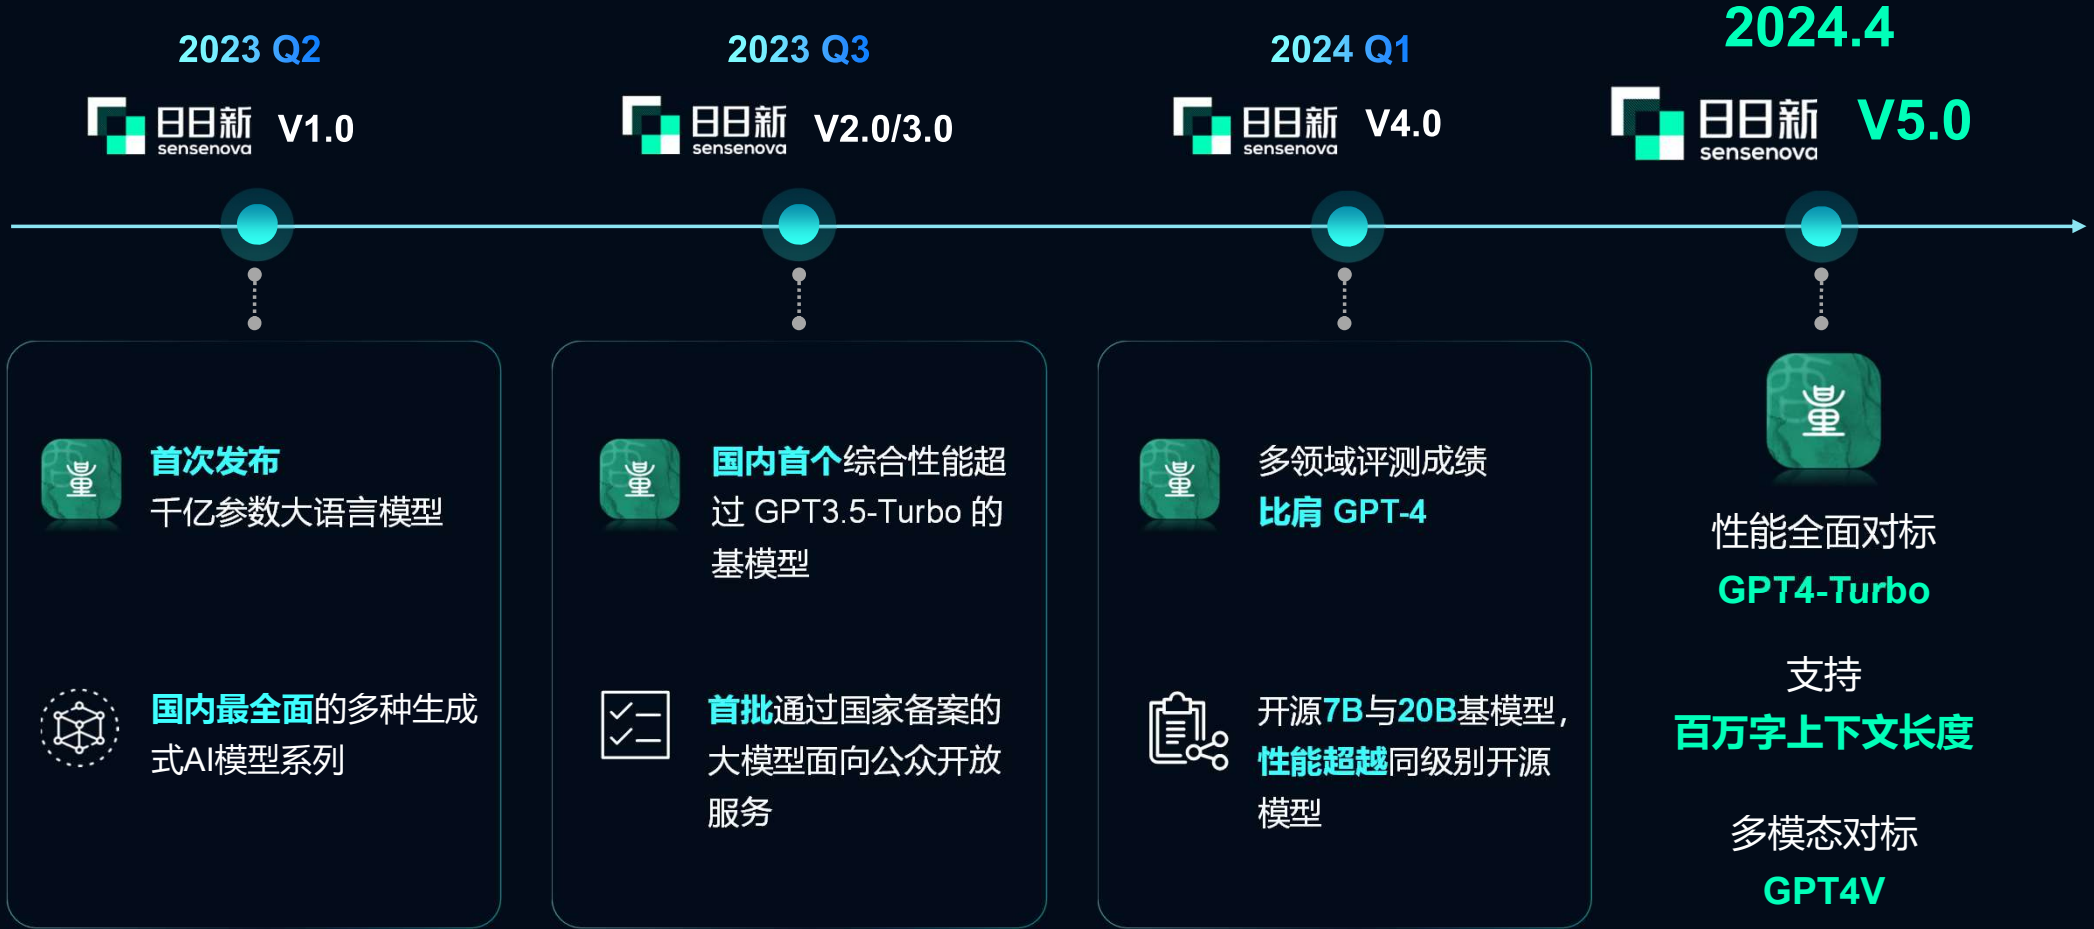 2023 Q2
日日新 V1.0
sensenova
首次发布
千亿参数大语言模型
国内最全面的多种生成
式AI模型系列
2023 Q3
日日新 V2.0/3.0
sensenova
国内首个综合性能超
过 GPT3.5-Turbo 的
基模型
首批通过国家备案的
大模型面向公众开放
服务
2024 Q1
日日新 V4.0
sensenova
多领域评测成绩
比肩 GPT-4
开源7B与20B基模型，
性能超越同级别开源
模型
2024.4
日日新 V5.0
sensenova
性能全面对标
GPT4-Turbo
支持
百万字上下文长度
多模态对标
GPT4V